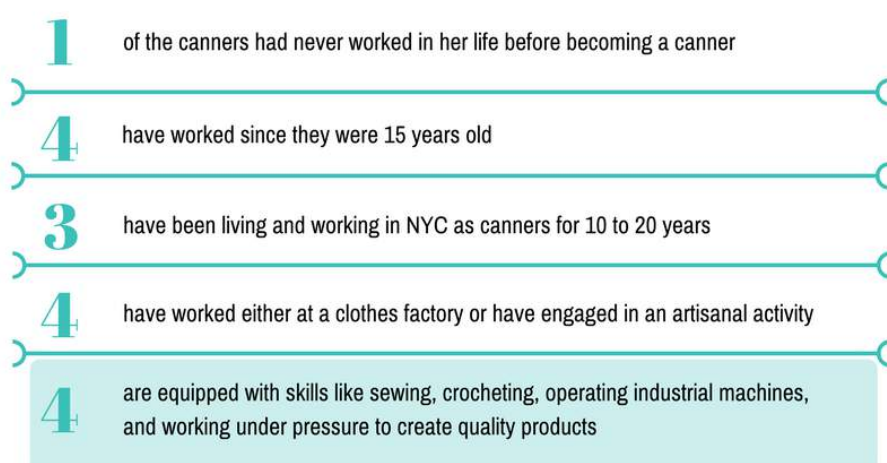 1 of the canners had never worked in her life before becoming a canner
4 have worked since they were 15 years old
3 have been living and working in NYC as canners for 10 to 20 years
4 have worked either at a clothes factory or have engaged in an artisanal activity
4 are equipped with skills like sewing, crocheting, operating industrial machines,
and working under pressure to create quality products